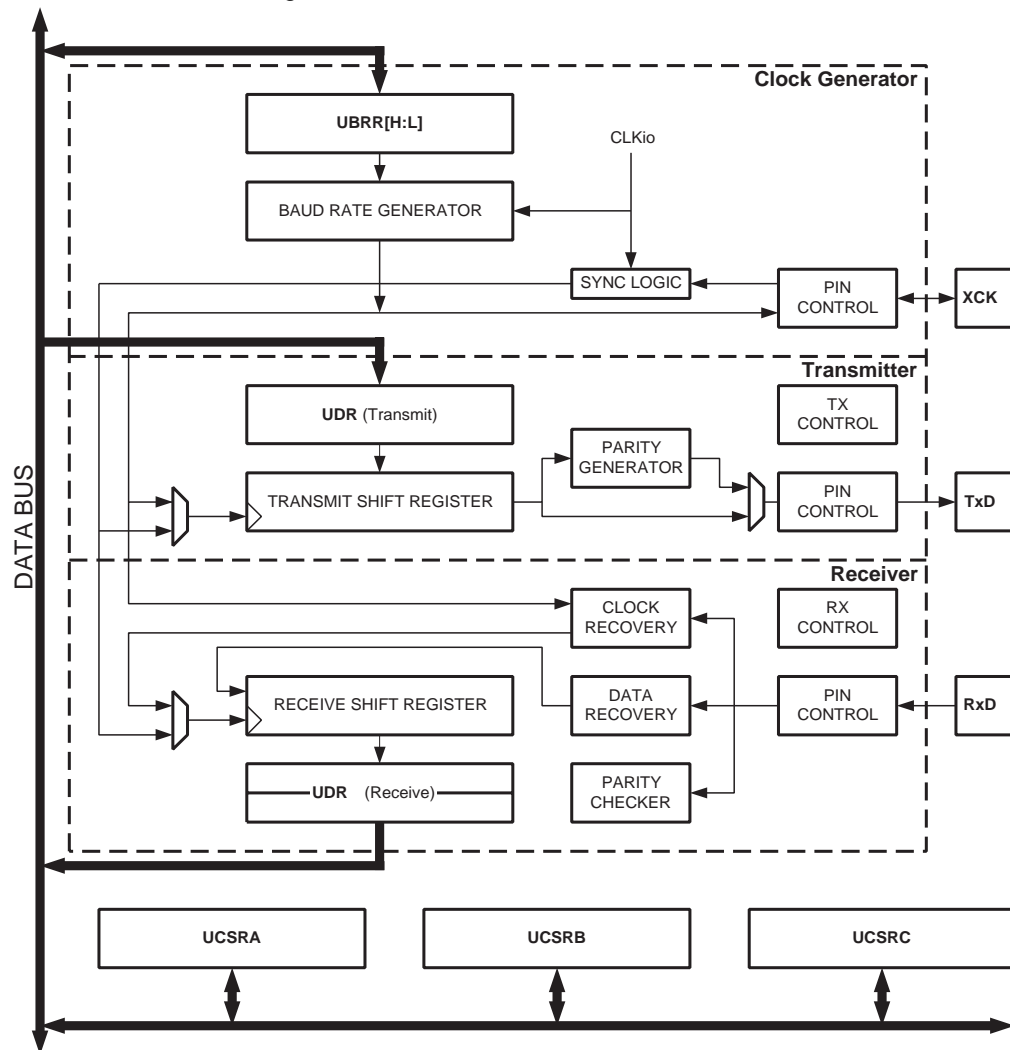 Clock Generator
UBRR[H:L]
CLKio
BAUD RATE GENERATOR
SYNC LOGIC
PIN
CONTROL
XCK
Transmitter
UDR (Transmit)
TX
CONTROL
PARITY
GENERATOR
TRANSMIT SHIFT REGISTER
PIN
CONTROL
TxD
DATA BUS
Receiver
CLOCK
RECOVERY
RX
CONTROL
RECEIVE SHIFT REGISTER
DATA
RECOVERY
PIN
CONTROL
RxD
UDR (Receive)
PARITY
CHECKER
UCSRA
UCSRB
UCSRC